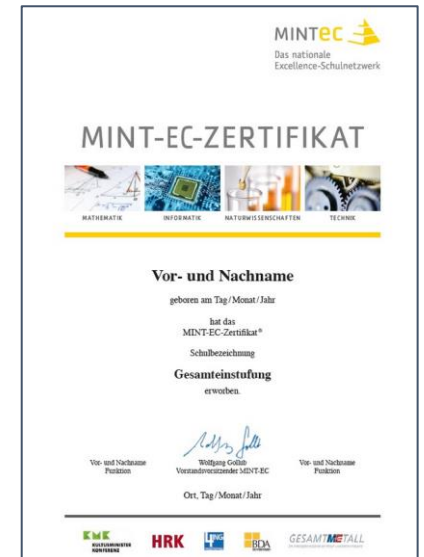 MINTec
Das nationale
Excellence-Schulnetzwerk
MINT-EC-ZERTIFIKAT
MATHEMATIK INFORMATIK NATURWISSENSCHAFTEN TECHNIK
Vor- und Nachname
geboren am Tag/Monat/Jahr
hat das
MINT-EC-Zertifikat®
Schulbezeichnung
Gesamteinstufung
erworben.
Vor- und Nachname Wolfgang Gollub Vor- und Nachname
Funktion Vorstandsvorsitzender MINT-EC Funktion
Ort, Tag/Monat/Jahr
KMK HRK BDA GESAMTMETALL
KULTUSMINISTER
KONFERENZ